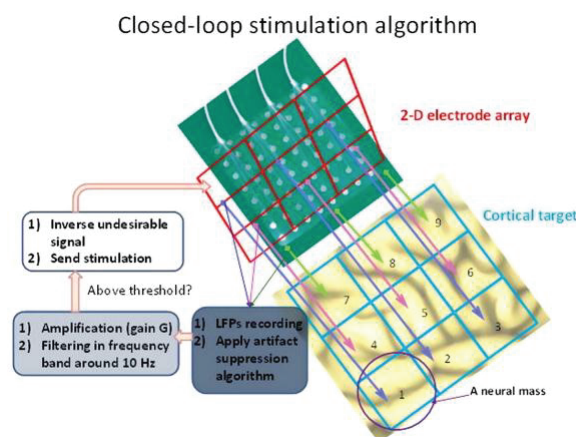 Closed-loop stimulation algorithm
2-D electrode array
Cortical target
1) Inverse undesirable
signal
2) Send stimulation
Above threshold?
1) Amplification (gain G)
2) Filtering in frequency
band around 10 Hz
1) LFPs recording
2) Apply artifact
suppression
algorithm
9
8
6
7
5
3
4
2
1
A neural mass